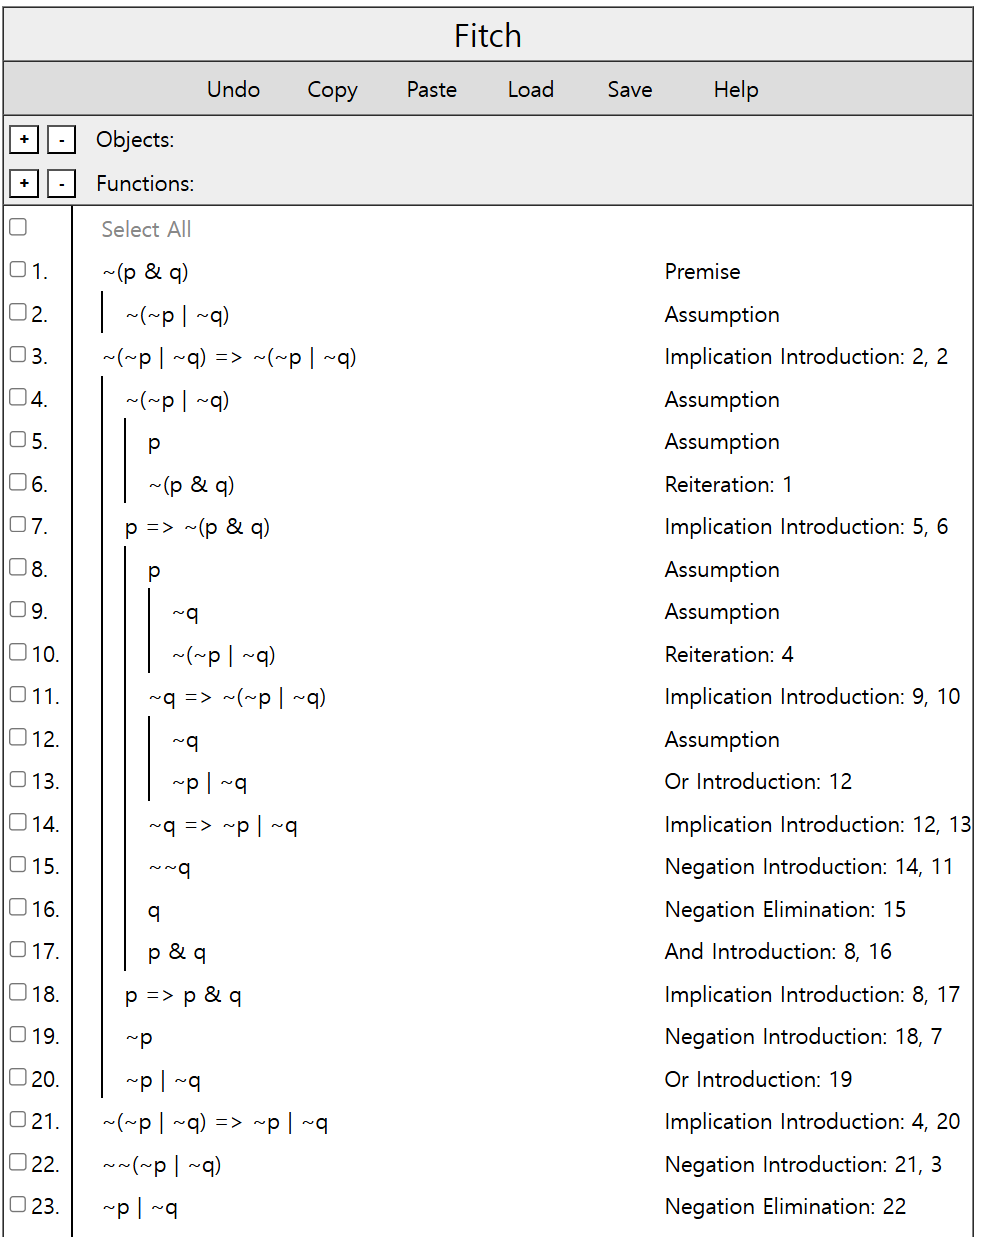 Fitch
Undo Copy Paste Load Save Help
+ - Objects:
+ - Functions:
Select All
1. ~(p & q) Premise
2. ~(~p | ~q) Assumption
3. ~(~p | ~q) => ~(~p | ~q) Implication Introduction: 2, 2
4. ~(~p | ~q) Assumption
5. p Assumption
6. ~(p & q) Reiteration: 1
7. p => ~(p & q) Implication Introduction: 5, 6
8. p Assumption
9. ~q Assumption
10. ~(~p | ~q) Reiteration: 4
11. ~q => ~(~p | ~q) Implication Introduction: 9, 10
12. ~q Assumption
13. ~p | ~q Or Introduction: 12
14. ~q => ~p | ~q Implication Introduction: 12, 13
15. ~~q Negation Introduction: 14, 11
16. q Negation Elimination: 15
17. p & q And Introduction: 8, 16
18. p => p & q Implication Introduction: 8, 17
19. ~p Negation Introduction: 18, 7
20. ~p | ~q Or Introduction: 19
21. ~(~p | ~q) => ~p | ~q Implication Introduction: 4, 20
22. ~~(~p | ~q) Negation Introduction: 21, 3
23. ~p | ~q Negation Elimination: 22